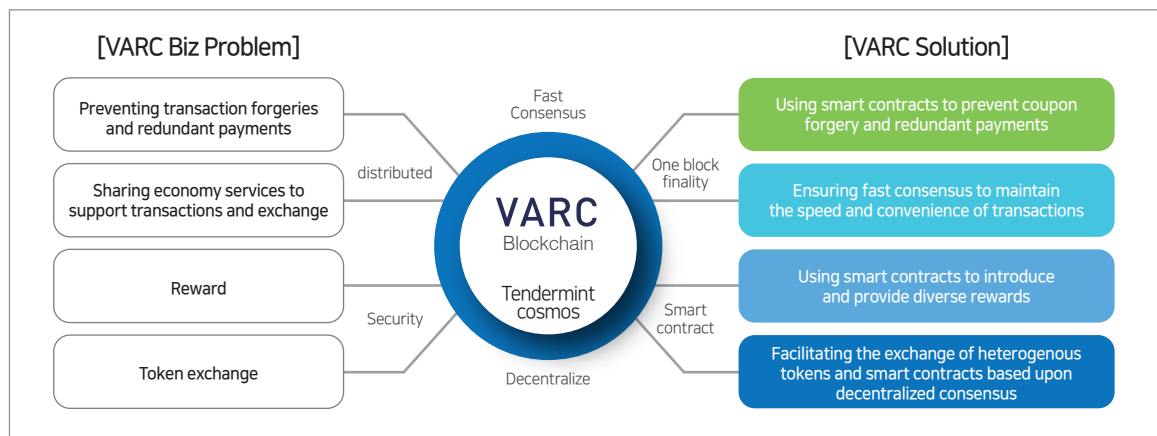 [VARC Biz Problem]
Preventing transaction forgeries
and redundant payments
Sharing economy services to
support transactions and exchange
Reward
Token exchange
distributed
Security
Fast
Consensus
VARC
Blockchain
Tendermint
cosmos
Decentralize
One block
finality
Smart
contract
[VARC Solution]
Using smart contracts to prevent coupon
forgery and redundant payments
Ensuring fast consensus to maintain
the speed and convenience of transactions
Using smart contracts to introduce
and provide diverse rewards
Facilitating the exchange of heterogenous
tokens and smart contracts based upon
decentralized consensus